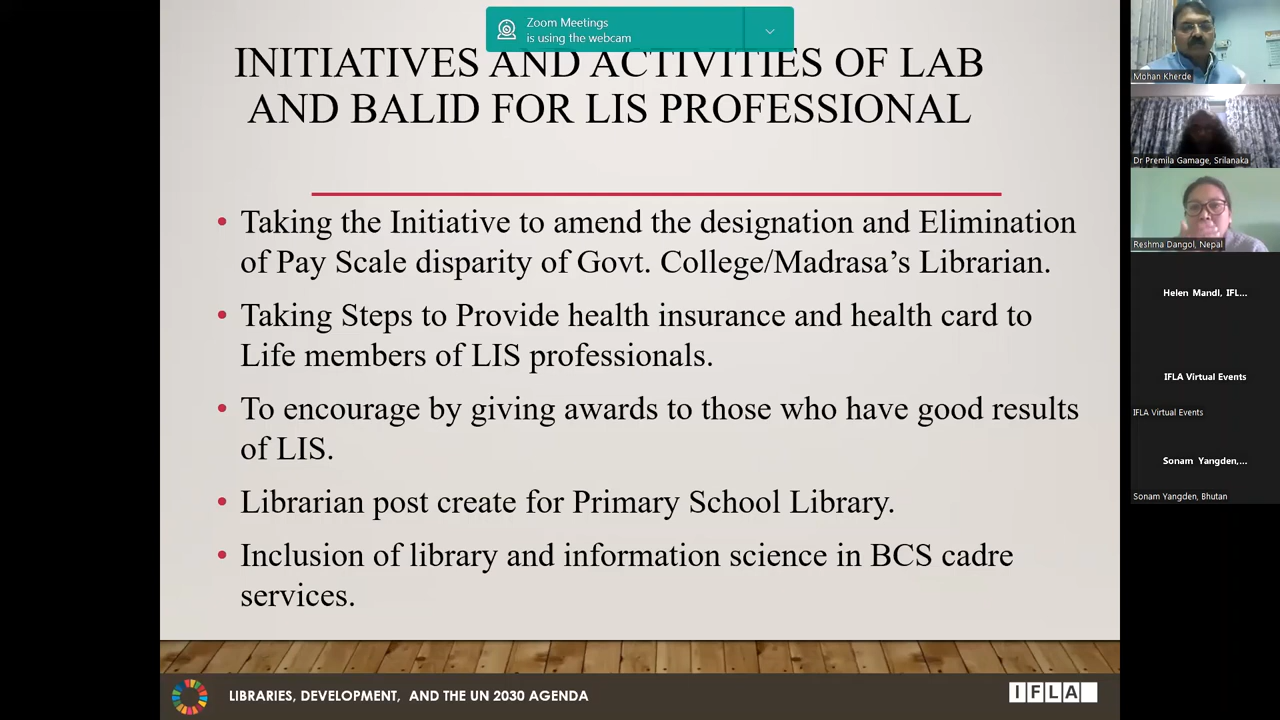 Zoom Meetings
is using the webcam
INITIATIVES AND ACTIVITIES OF LAB
AND BALID FOR LIS PROFESSIONAL
• Taking the Initiative to amend the designation and Elimination
of Pay Scale disparity of Govt. College/Madrasa’s Librarian.
• Taking Steps to Provide health insurance and health card to
Life members of LIS professionals.
• To encourage by giving awards to those who have good results
of LIS.
• Librarian post create for Primary School Library.
• Inclusion of library and information science in BCS cadre
services.
LIBRARIES, DEVELOPMENT, AND THE UN 2030 AGENDA
IFLA
Mohan Kherde
Dr Premila Gamage, Srilanaka
Reshma Dangol, Nepal
Helen Mandl, IFL...
IFLA Virtual Events
IFLA Virtual Events
Sonam Yangden,...
Sonam Yangden, Bhutan